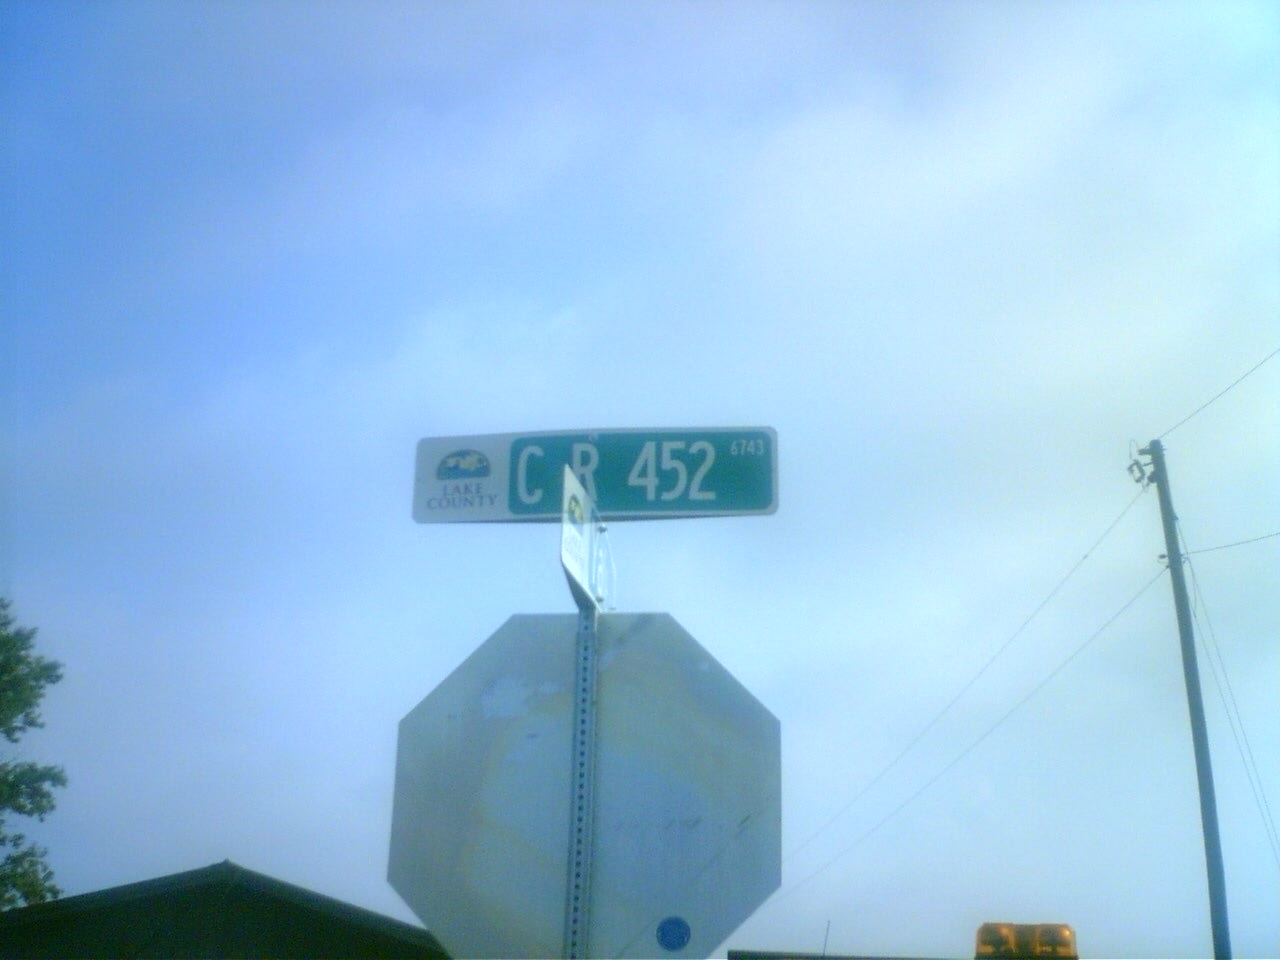 LAKE
COUNTY
C R 452
6743